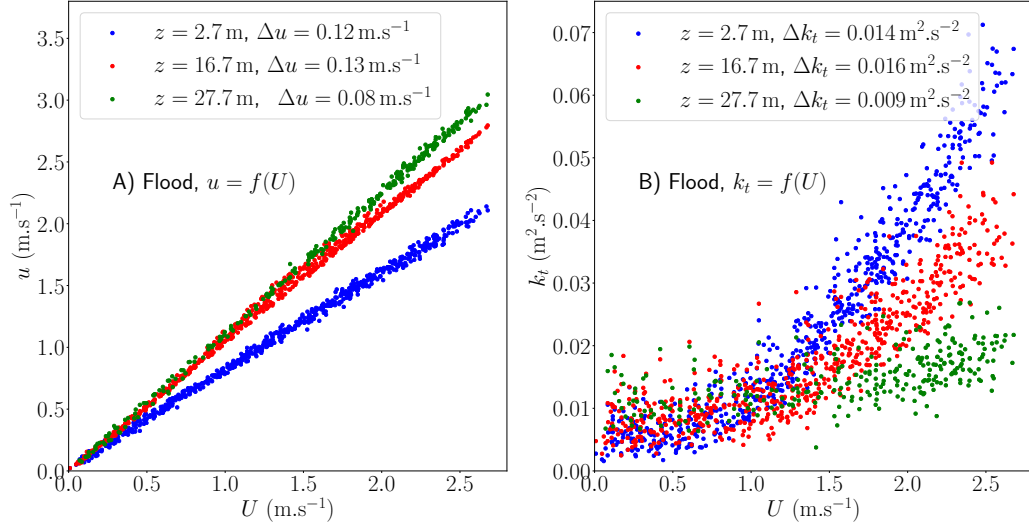 z = 2.7 m, Δu = 0.12 m.s⁻¹
z = 16.7 m, Δu = 0.13 m.s⁻¹
z = 27.7 m, Δu = 0.08 m.s⁻¹
A) Flood, u = f(U)
3.5
3.0
2.5
2.0
1.5
1.0
0.5
0.0
u (m.s⁻¹)
0.0 0.5 1.0 1.5 2.0 2.5
U (m.s⁻¹)
z = 2.7 m, Δkₜ = 0.014 m².s⁻²
z = 16.7 m, Δkₜ = 0.016 m².s⁻²
z = 27.7 m, Δkₜ = 0.009 m².s⁻²
B) Flood, kₜ = f(U)
0.07
0.06
0.05
0.04
0.03
0.02
0.01
0.00
kₜ (m².s⁻²)
0.0 0.5 1.0 1.5 2.0 2.5
U (m.s⁻¹)